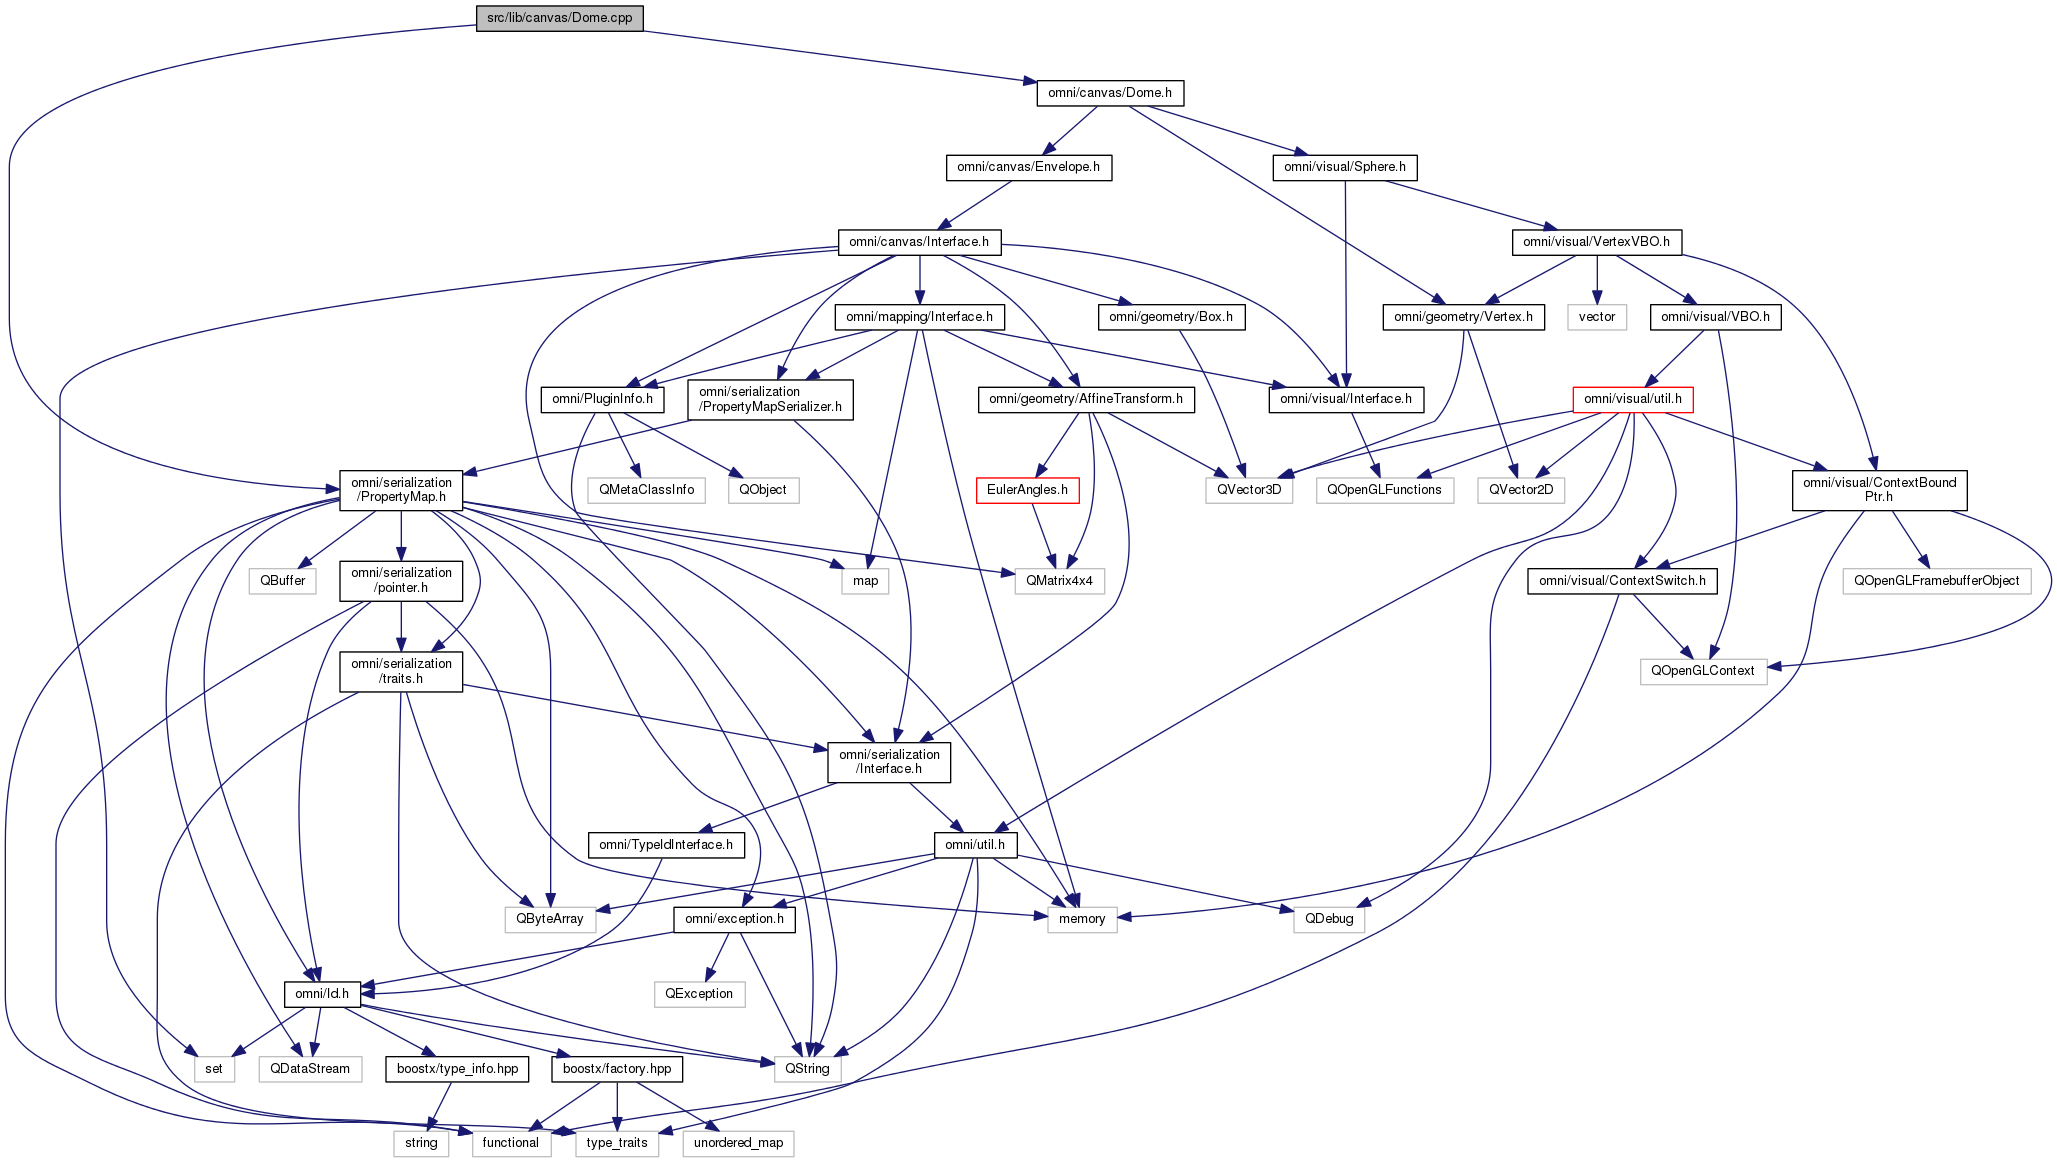 src/lib/canvas/Dome.cpp
omni/canvas/Dome.h
omni/canvas/Envelope.h
omni/visual/Sphere.h
omni/canvas/Interface.h
omni/visual/VertexVBO.h
omni/mapping/Interface.h
omni/geometry/Box.h
omni/geometry/Vertex.h
vector
omni/visual/VBO.h
omni/PluginInfo.h
omni/serialization
/PropertyMapSerializer.h
omni/geometry/AffineTransform.h
omni/visual/Interface.h
omni/visual/util.h
omni/serialization
/PropertyMap.h
QMetaClassInfo
QObject
EulerAngles.h
QVector3D
QOpenGLFunctions
QVector2D
omni/visual/ContextBound
Ptr.h
QBuffer
omni/serialization
/pointer.h
map
QMatrix4x4
omni/visual/ContextSwitch.h
QOpenGLFramebufferObject
omni/serialization
/traits.h
QOpenGLContext
omni/serialization
/Interface.h
omni/TypeIdInterface.h
omni/util.h
QByteArray
omni/exception.h
memory
QDebug
omni/Id.h
QException
set
QDataStream
boostx/type_info.hpp
boostx/factory.hpp
QString
string
functional
type_traits
unordered_map